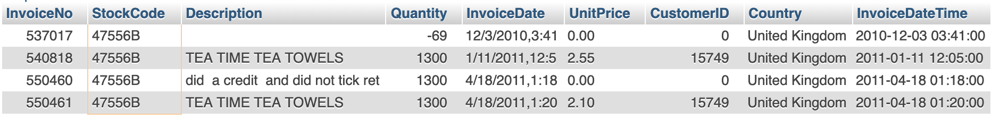 InvoiceNo StockCode Description Quantity InvoiceDate UnitPrice CustomerID Country InvoiceDateTime
537017 47556B -69 12/3/2010,3:41 0.00 0 United Kingdom 2010-12-03 03:41:00
540818 47556B TEA TIME TEA TOWELS 1300 1/11/2011,12:5 2.55 15749 United Kingdom 2011-01-11 12:05:00
550460 47556B did  a credit  and did not tick ret 1300 4/18/2011,1:18 0.00 0 United Kingdom 2011-04-18 01:18:00
550461 47556B TEA TIME TEA TOWELS 1300 4/18/2011,1:20 2.10 15749 United Kingdom 2011-04-18 01:20:00